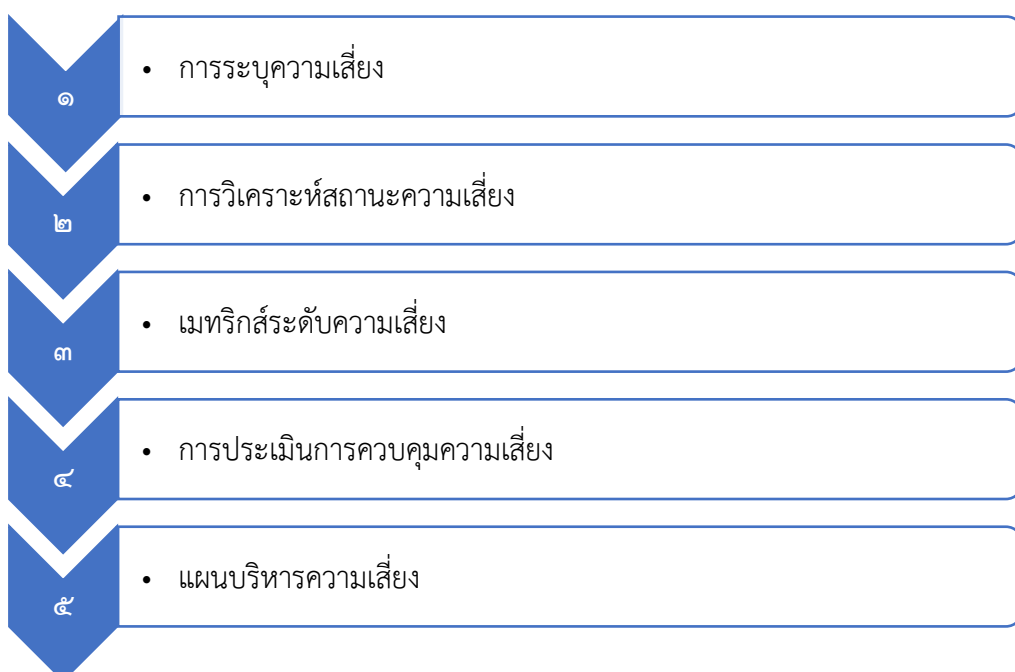 ๑
• การระบุความเสี่ยง
๒
• การวิเคราะห์สถานะความเสี่ยง
๓
• เมทริกส์ระดับความเสี่ยง
๔
• การประเมินการควบคุมความเสี่ยง
๕
• แผนบริหารความเสี่ยง